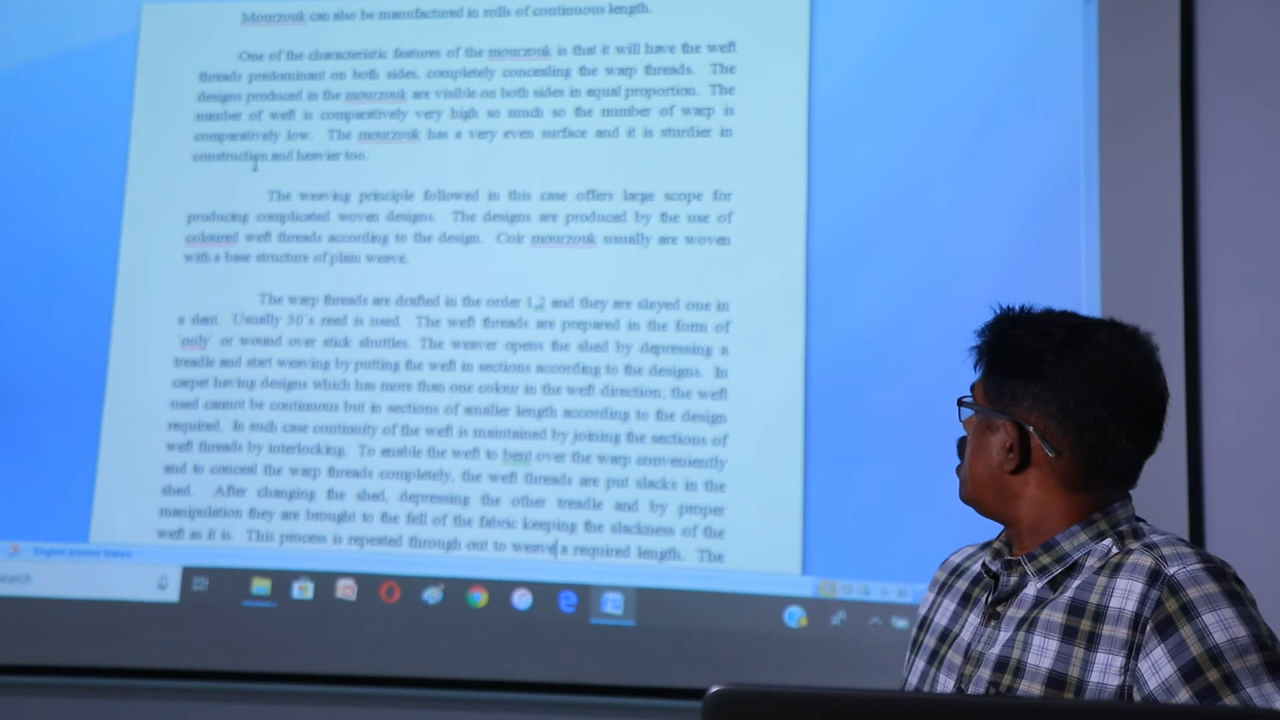 Mourzouk can also be manufactured in rolls of continuous length.
One of the characteristic features of the mourzouk is that it will have the weft
threads predominant on both sides, completely concealing the warp threads. The
designs produced in the mourzouk are visible on both sides in equal proportion. The
number of weft is comparatively very high so much so the number of warp is
comparatively low. The mourzouk has a very even surface and it is sturdier in
construction and heavier too.
The weaving principle followed in this case offers large scope for
producing complicated woven designs. The designs are produced by the use of
coloured weft threads according to the design. Coir mourzouk usually are woven
with a base structure of plain weave.
The warp threads are drafted in the order 1,2 and they are sleyed one in
a dent. Usually 30's reed is used. The weft threads are prepared in the form of
or wound over stick shuttles. The weaver opens the shed by depressing a
treadle and start weaving by putting the weft in sections according to the designs. In
carpet having designs which has more than one colour in the weft direction, the weft
used cannot be continuous but in sections of smaller length according to the design
required. In such case continuity of the weft is maintained by joining the sections of
weft threads by interlocking. To enable the weft to bent over the warp conveniently
and to conceal the warp threads completely, the weft threads are put slacks in the
shed. After changing the shed, depressing the other treadle and by proper
manipulation they are brought to the fell of the fabric keeping the slackness of the
weft as it is. This process is repeated through out to weave a required length. The
English (United States)
earch